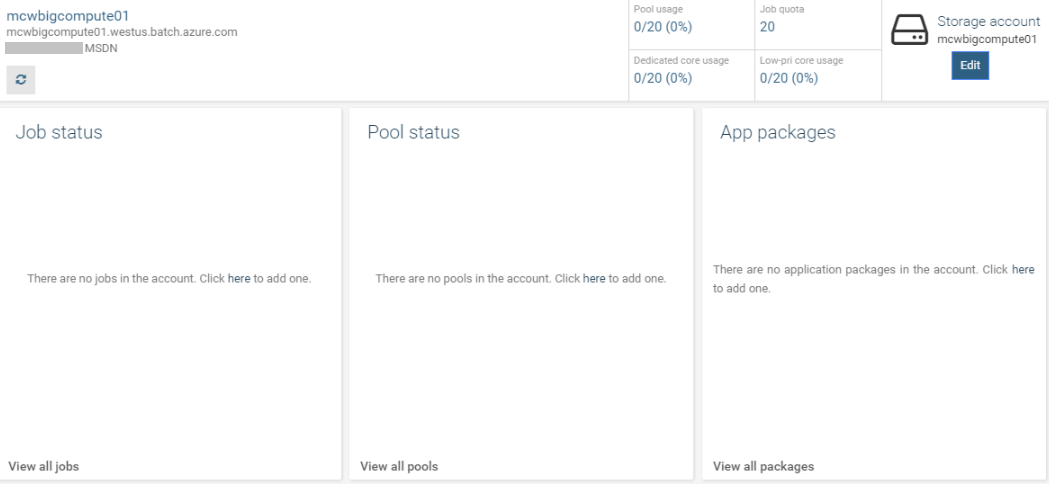 mcwbigcompute01
mcwbigcompute01.westus.batch.azure.com
MSDN
Pool usage
0/20 (0%)
Job quota
20
Dedicated core usage
0/20 (0%)
Low-pri core usage
0/20 (0%)
Storage account
mcwbigcompute01
Edit
Job status
There are no jobs in the account. Click here to add one.
View all jobs
Pool status
There are no pools in the account. Click here to add one.
View all pools
App packages
There are no application packages in the account. Click here
to add one.
View all packages